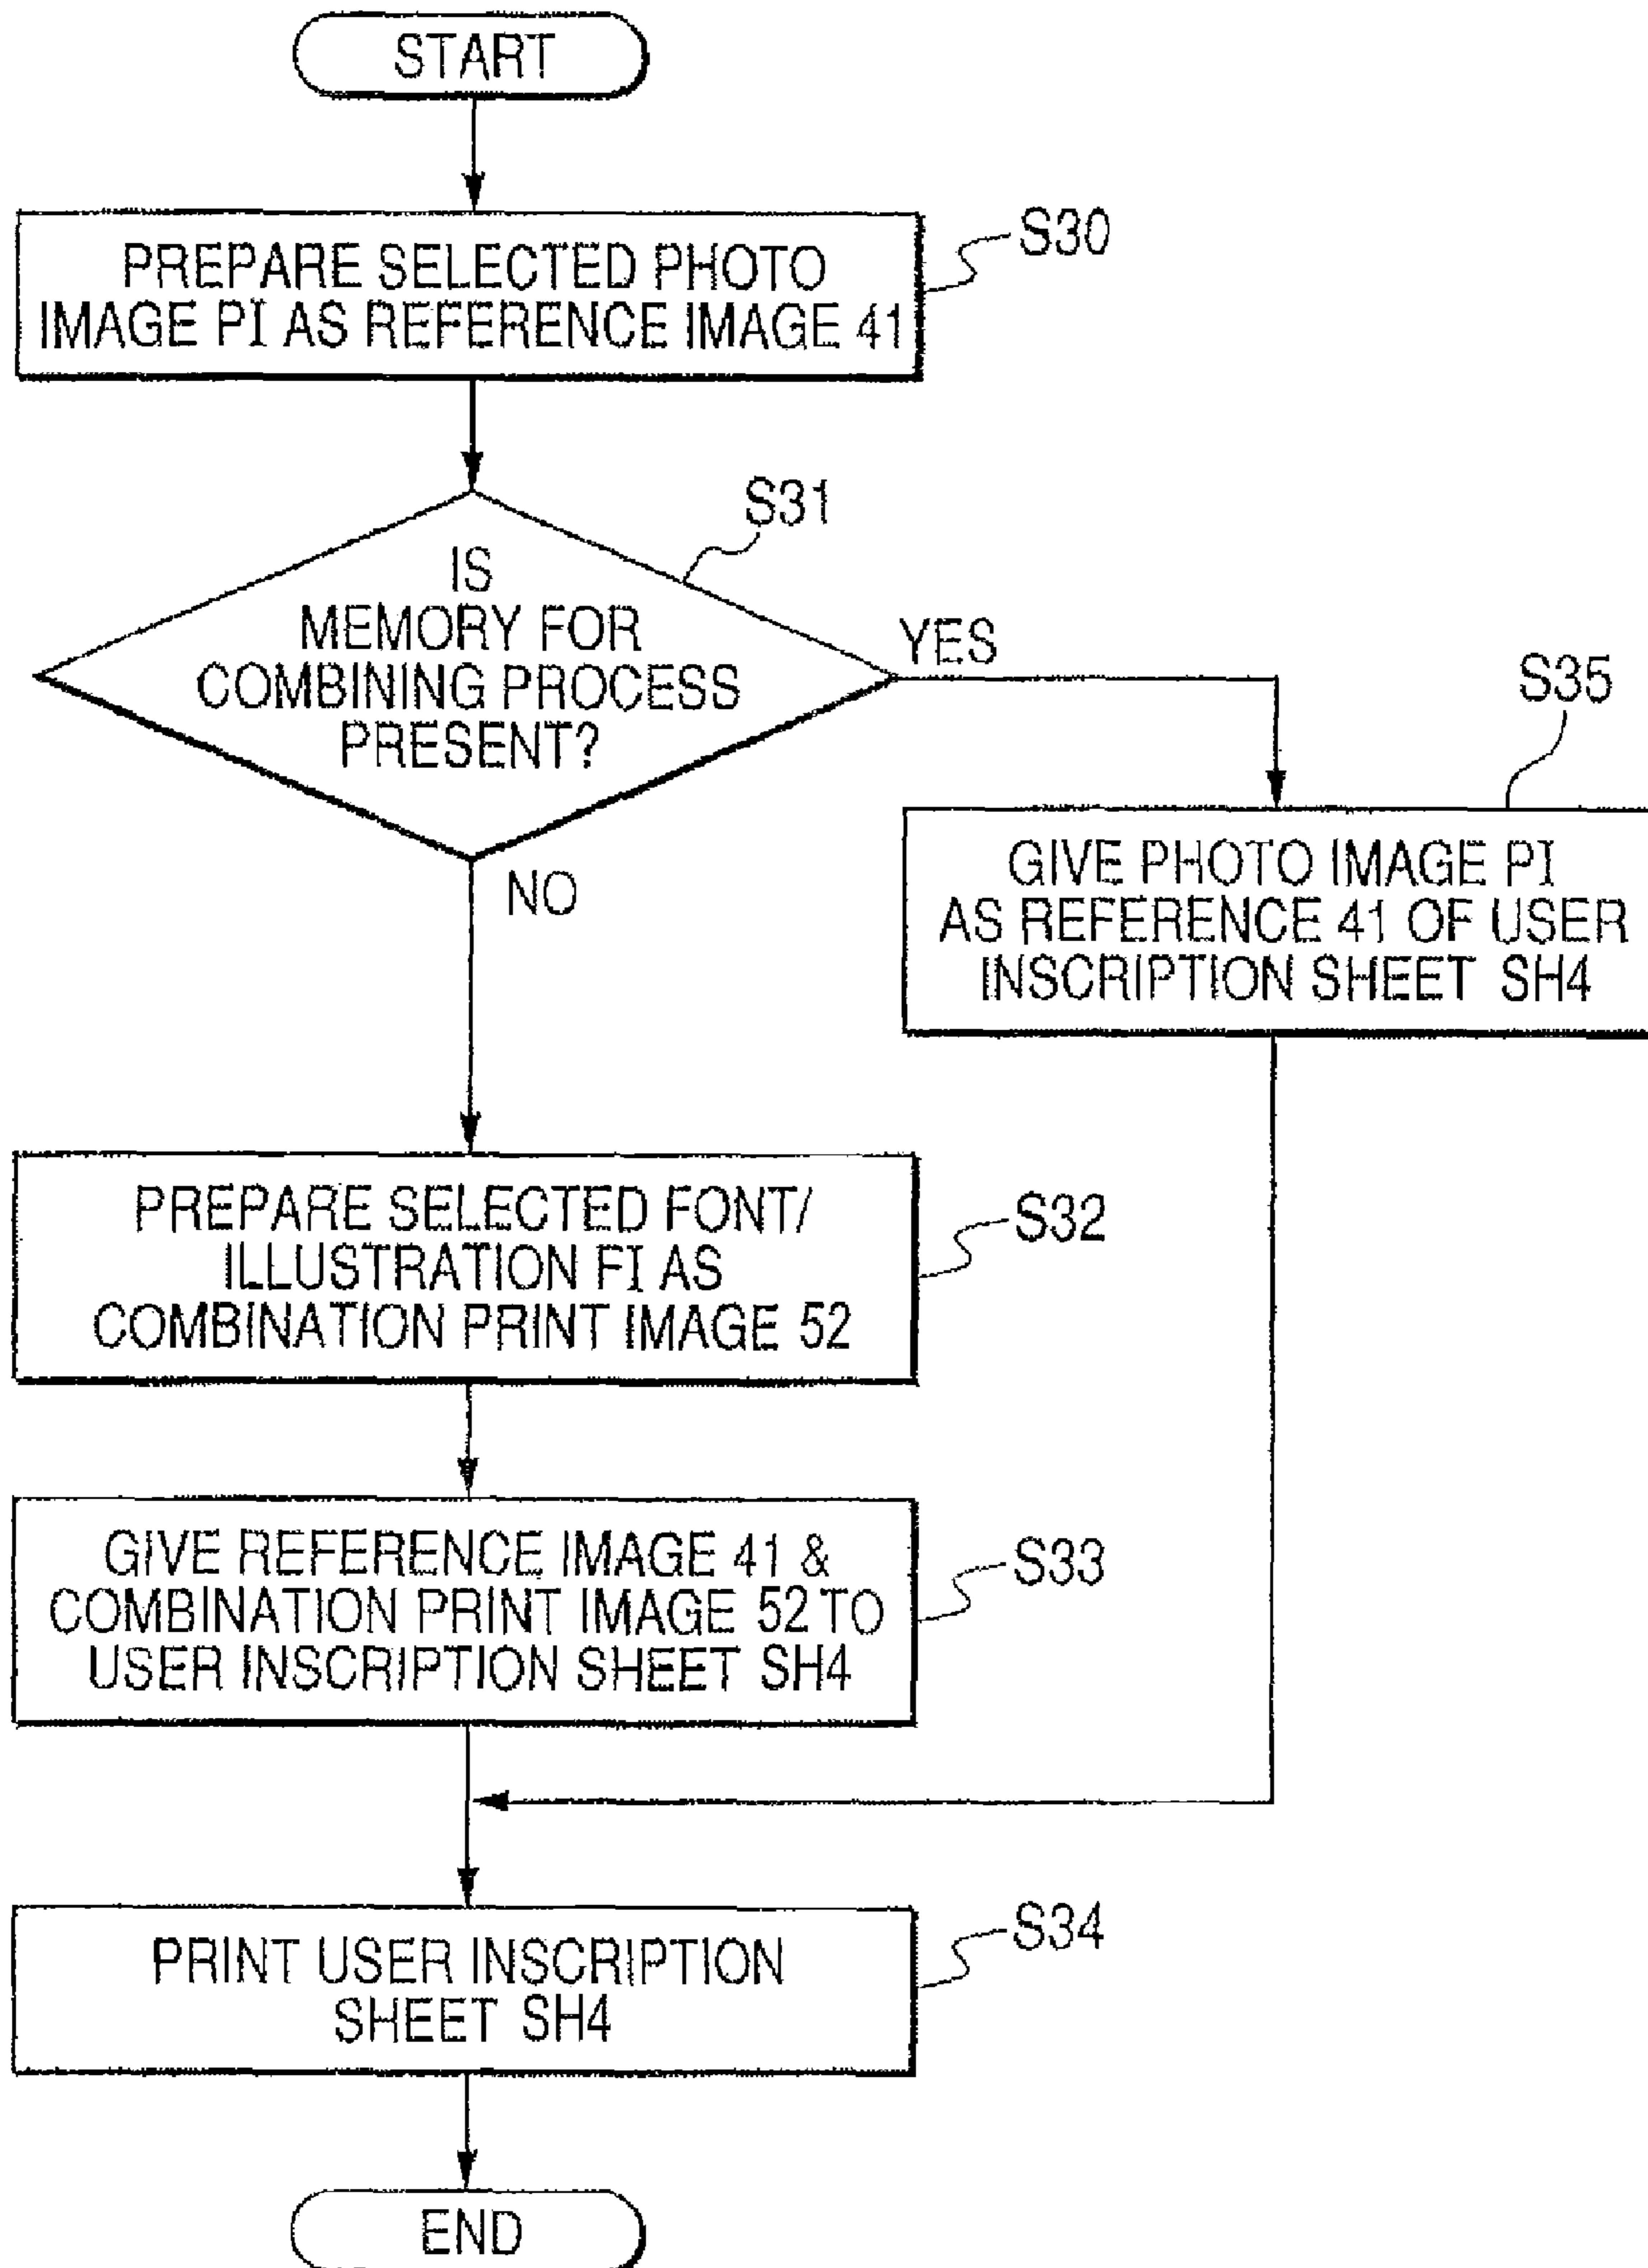 START
PREPARE SELECTED PHOTO
IMAGE PI AS REFERENCE IMAGE 41
S30
IS
MEMORY FOR
COMBINING PROCESS
PRESENT?
S31
YES
NO
GIVE PHOTO IMAGE PI
AS REFERENCE 41 OF USER
INSCRIPTION SHEET SH4
S35
PREPARE SELECTED FONT/
ILLUSTRATION FI AS
COMBINATION PRINT IMAGE 52
S32
GIVE REFERENCE IMAGE 41 &
COMBINATION PRINT IMAGE 52 TO
USER INSCRIPTION SHEET SH4
S33
PRINT USER INSCRIPTION
SHEET SH4
S34
END